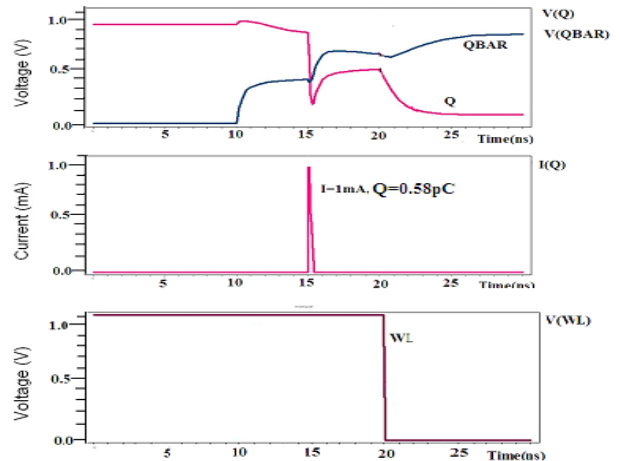 V(Q)
V(QBAR)
Voltage (V)
1.0
0.5
0.0
QBAR
Q
5
10
15
20
25
Time(ns)
I(Q)
Current (mA)
1.0
0.5
0.0
I=1mA, Q=0.58pC
5
10
15
20
25
Time(ns)
V(WL)
Voltage (V)
1.0
0.5
0.0
WL
5
10
15
20
25
Time(ns)